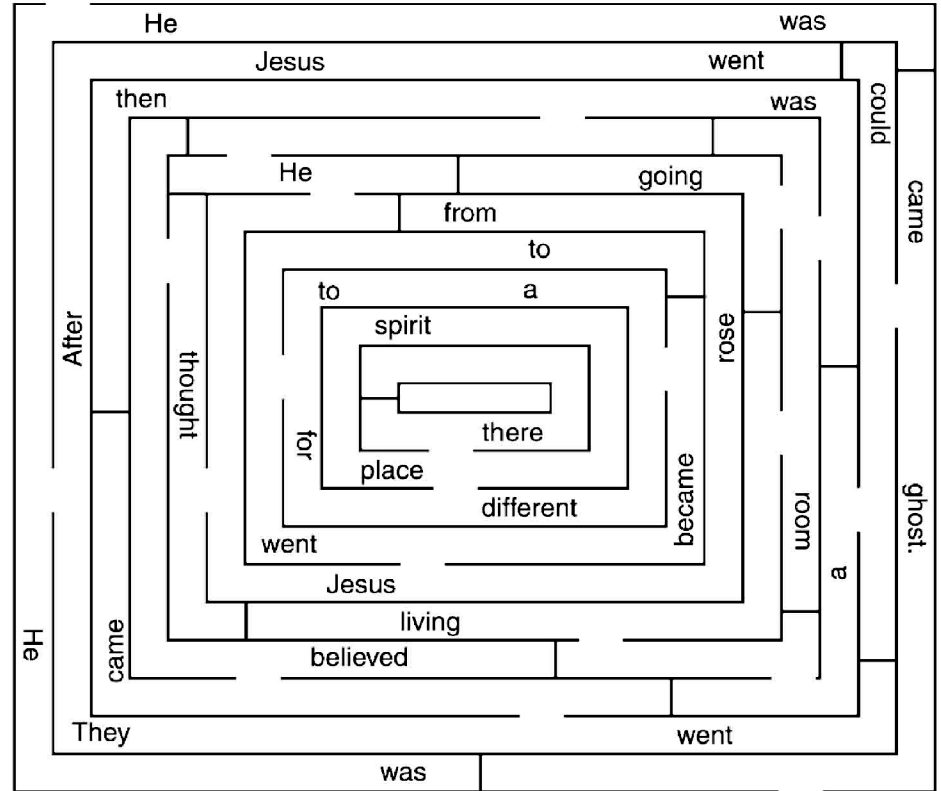 He was
Jesus went
then was
could
He going
came
from
to
to a
After
spirit
rose
thought
there
for
place
became
ghost.
different
room
went
a
Jesus
living
He
came
believed
They went
was